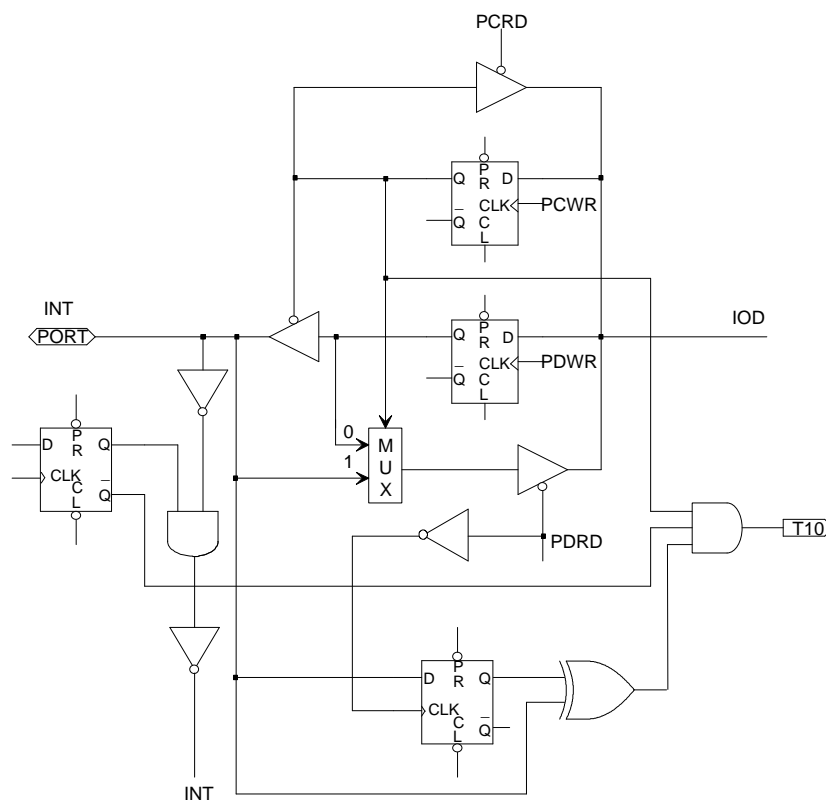 PCRD
P
R
Q
D
CLK
PCWR
Q
C
L
INT
PORT
IOD
P
R
Q
D
CLK
PDWR
Q
C
L
0
1
M
U
X
P
R
D
Q
CLK
C
L
Q
PDRD
T10
P
R
D
Q
CLK
C
L
Q
INT